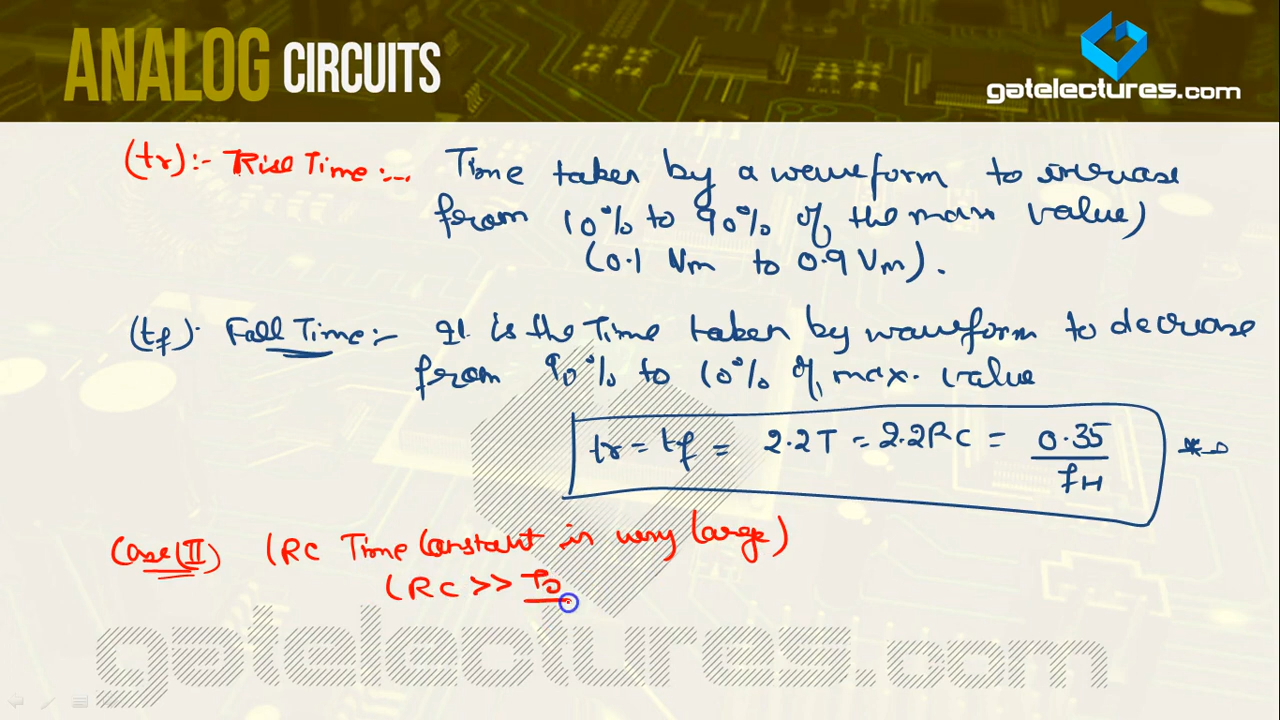 ANALOG CIRCUITS
gatelectures.com
(tr):- Rise Time:- Time taken by a waveform to increase
from 10% to 90% of the max value)
(0.1 Vm to 0.9 Vm).
(tf):- Fall Time:- It is the Time taken by waveform to decrease
from 90% to 10% of max. value
tr = tf = 2.2T = 2.2RC = 0.35/fH
Case(II) (RC Time Constant is very large)
(RC >>
gatelectures.com